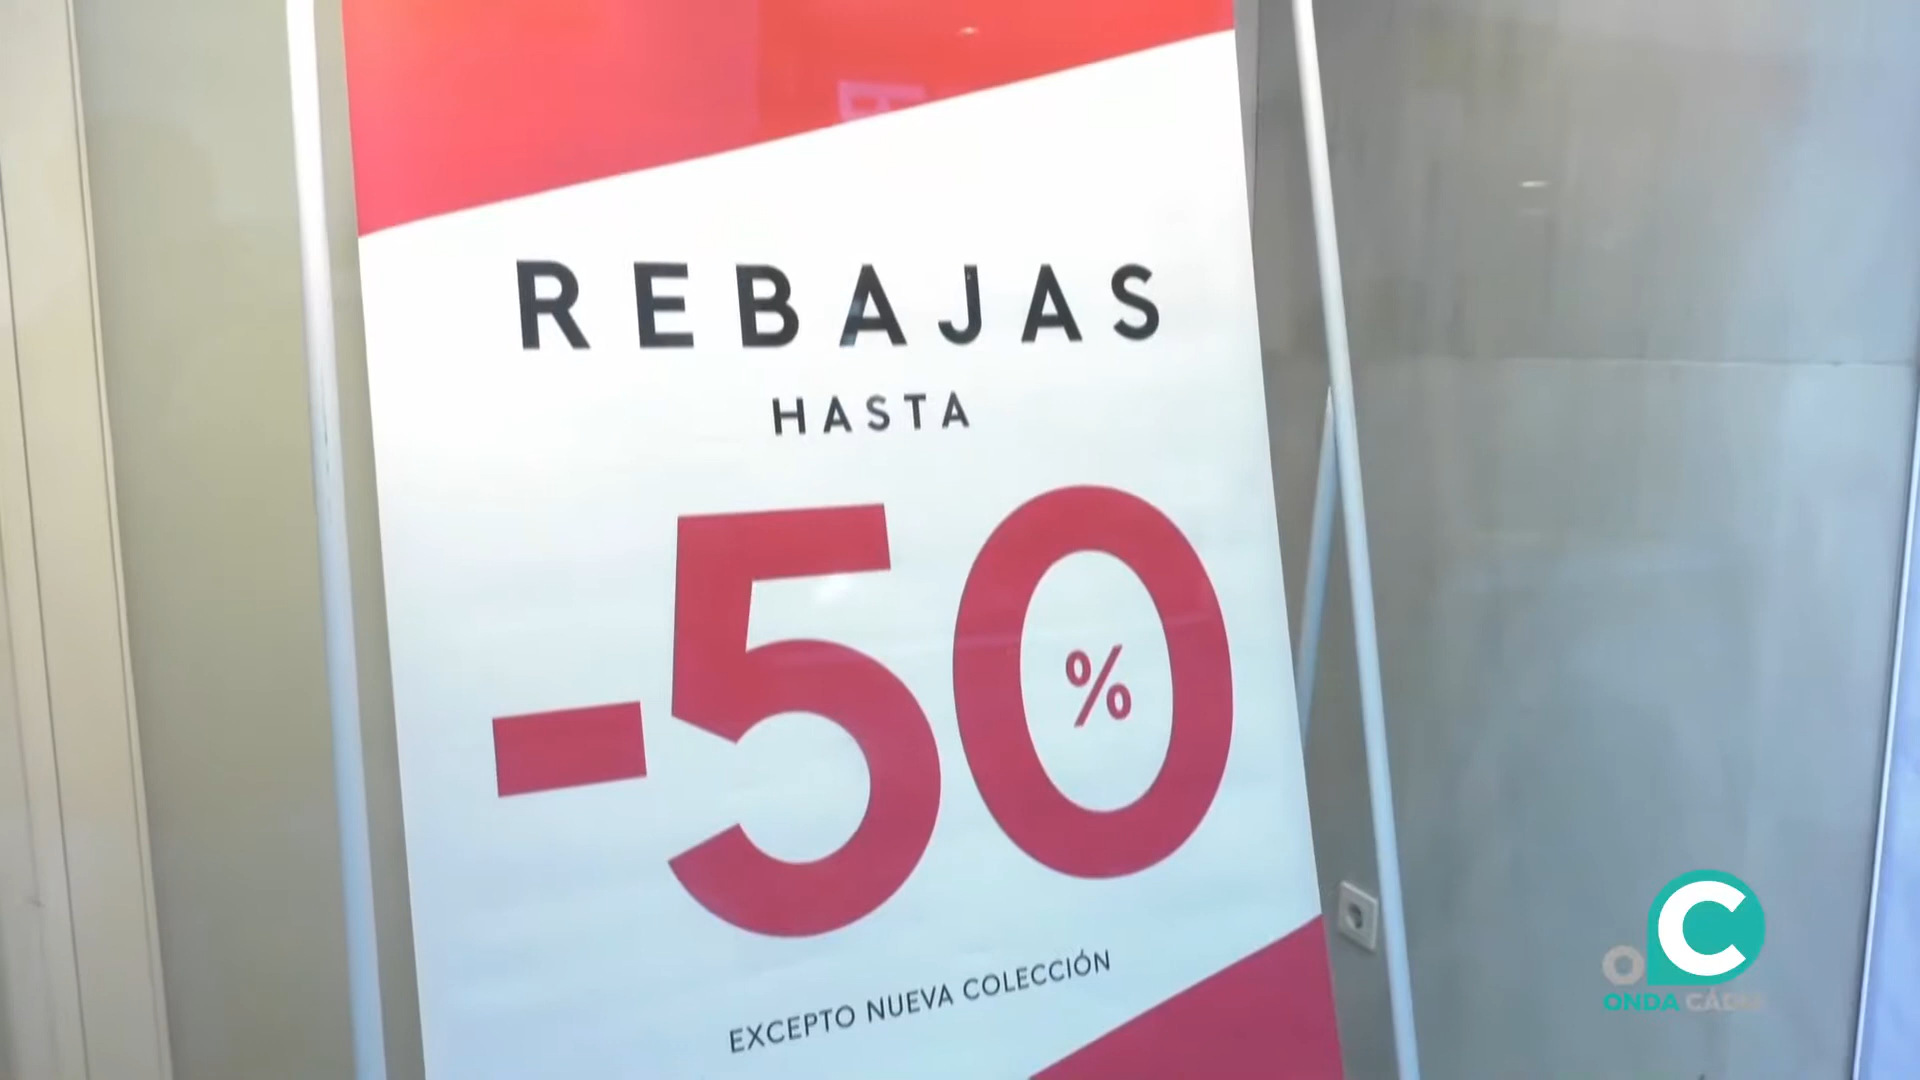 REBAJAS
HASTA
-50%
EXCEPTO NUEVA COLECCIÓN
C
ONDA CÁDIZ